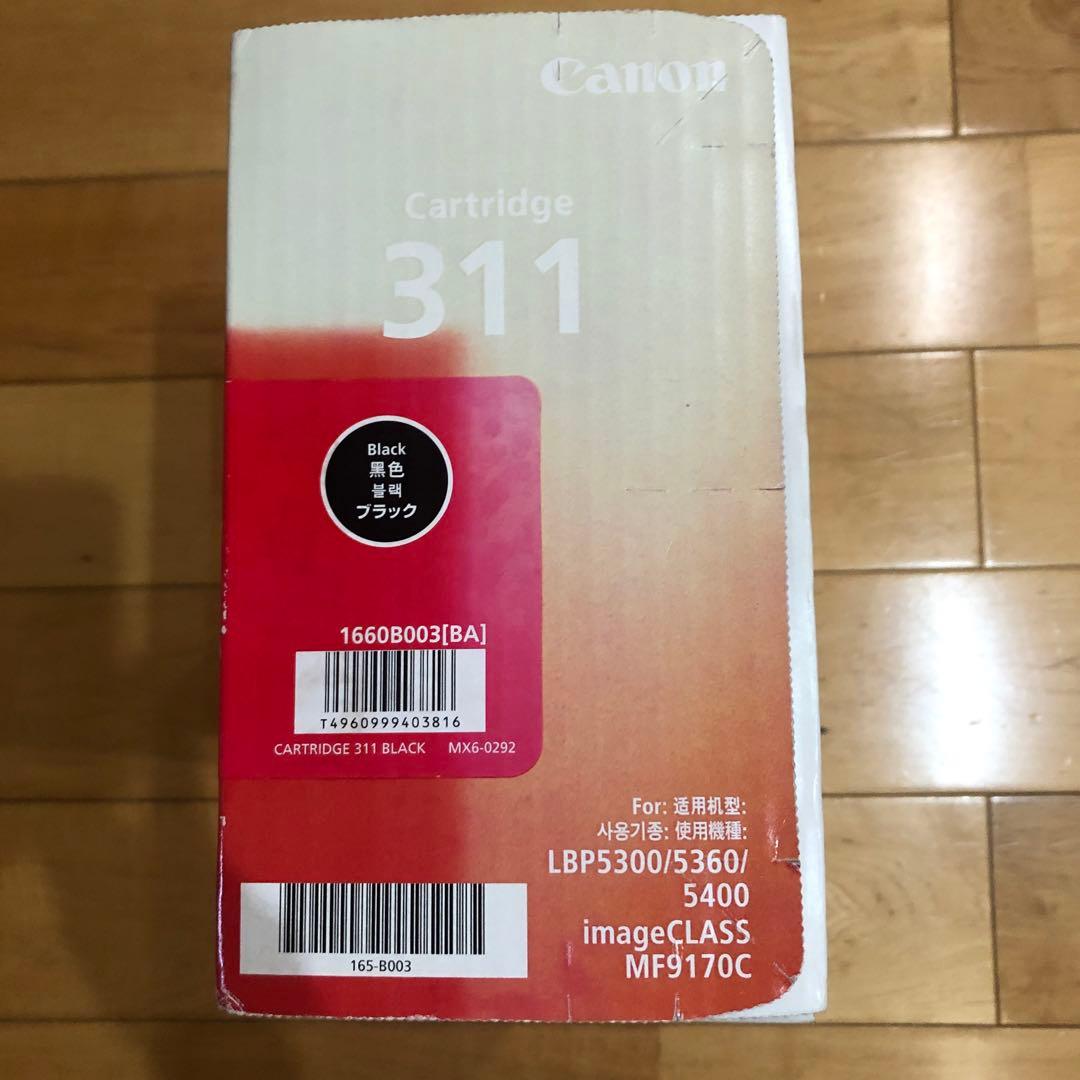 Canon
Cartridge
311
Black
黑色
블랙
ブラック
1660B003[BA]
T4960999403816
CARTRIDGE 311 BLACK MX6-0292
For: 适用机型:
사용기종: 使用機種:
LBP5300/5360/
5400
imageCLASS
MF9170C
165-B003